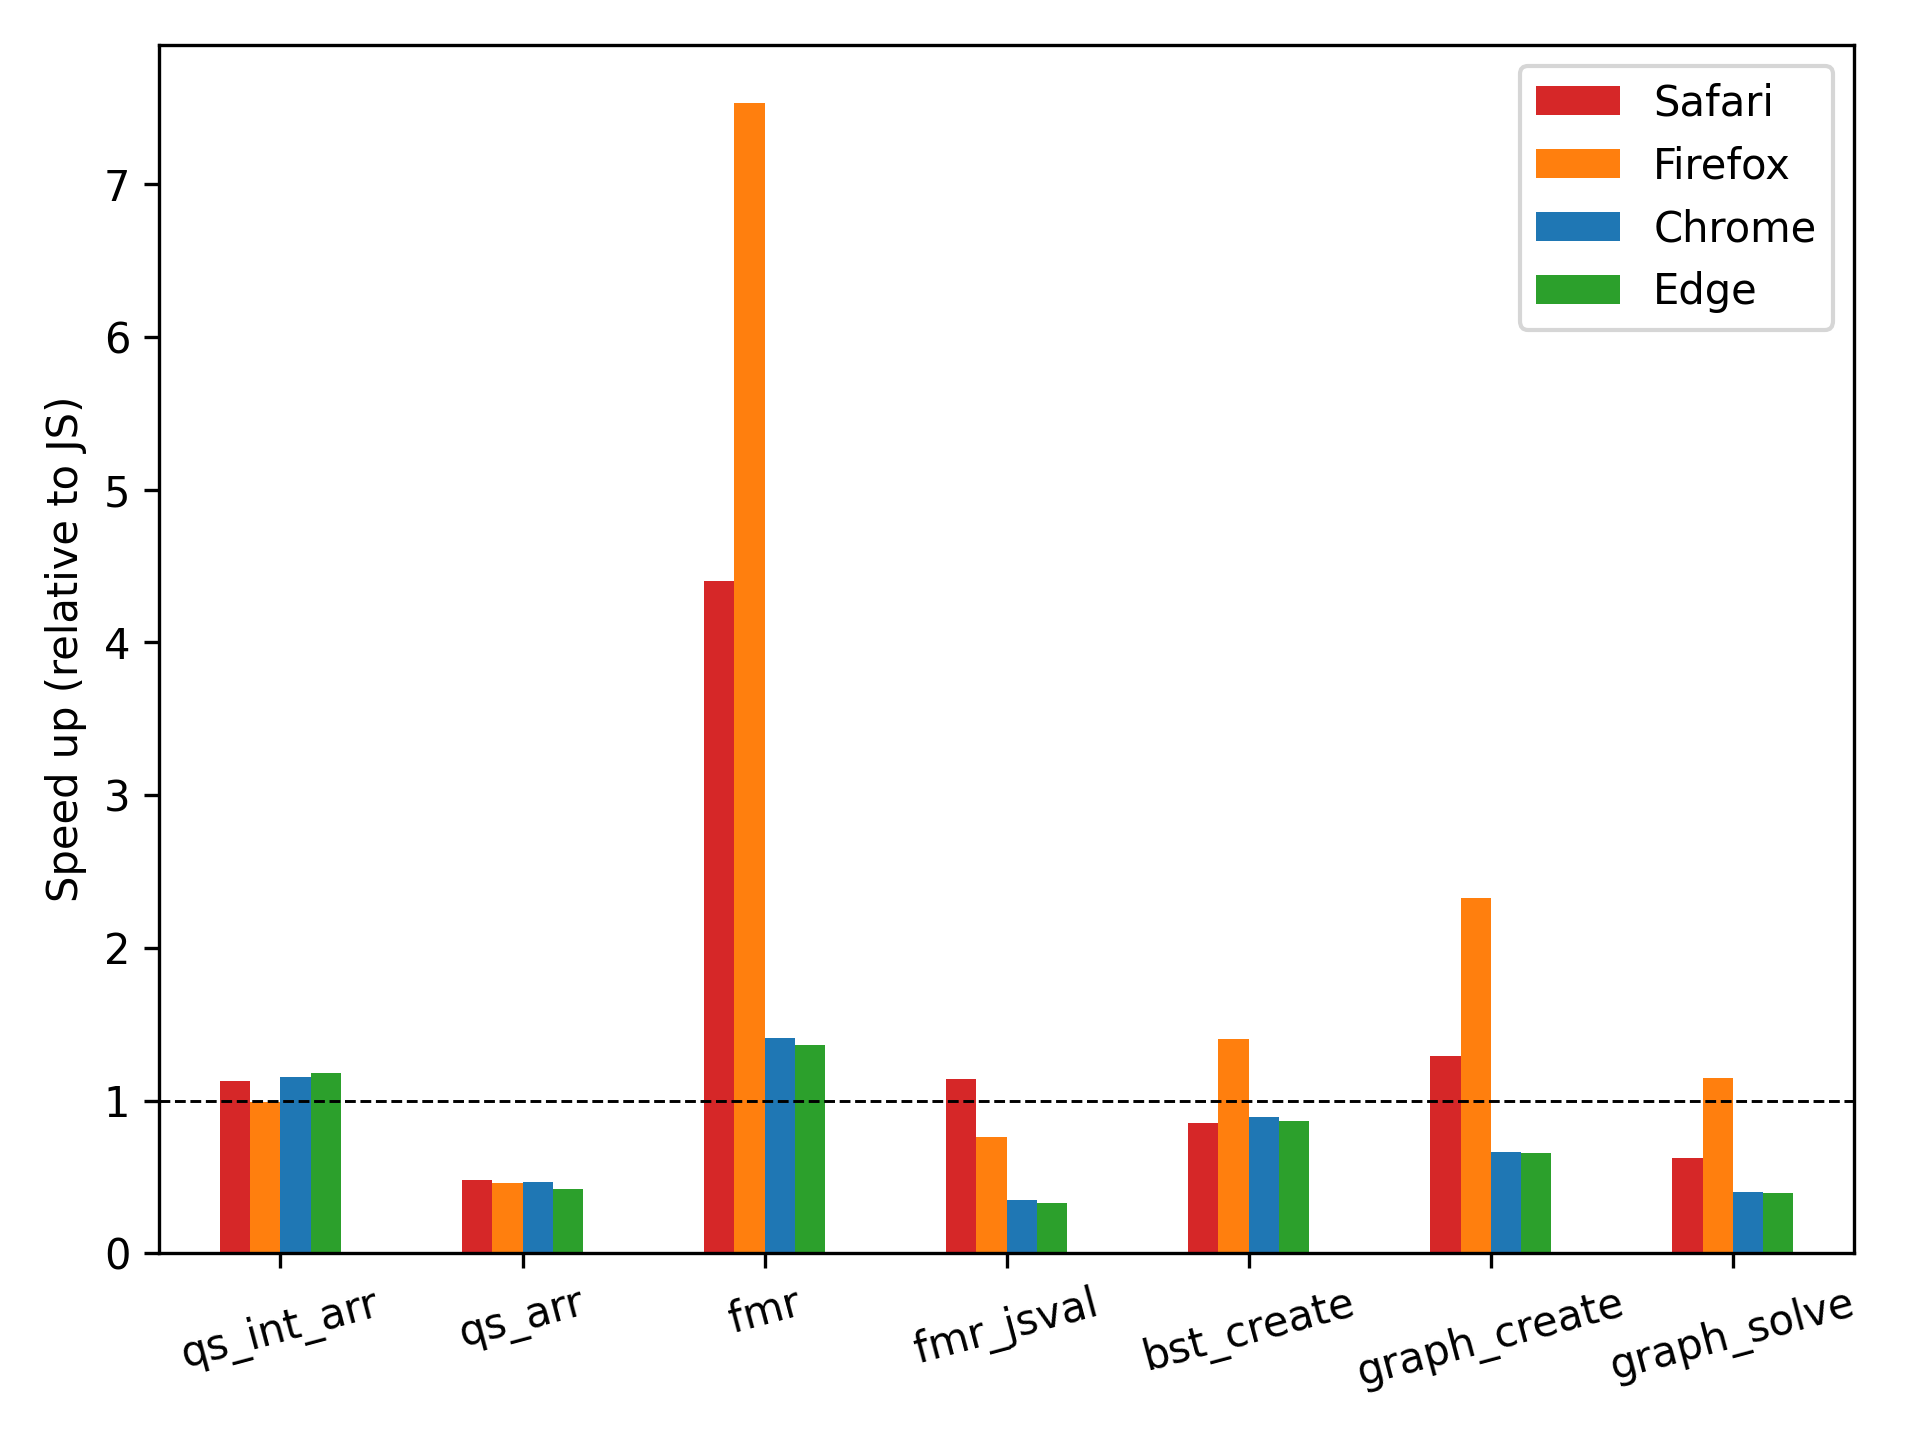 Speed up (relative to JS)
7
6
5
4
3
2
1
0
Safari
Firefox
Chrome
Edge
qs_int_arr
qs_arr
fmr
fmr_jsval
bst_create
graph_create
graph_solve